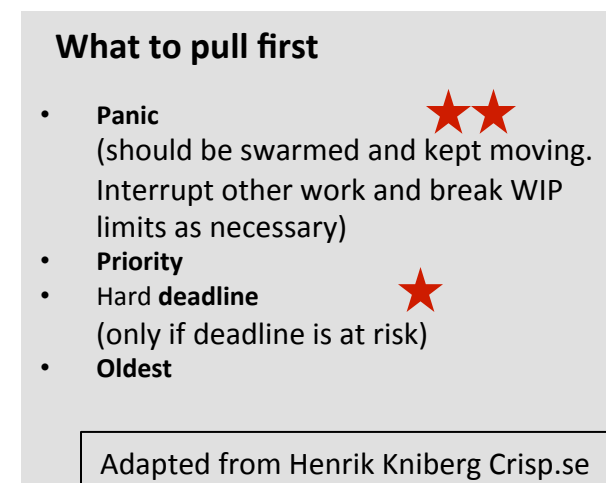 What to pull first
• Panic
(should be swarmed and kept moving.
Interrupt other work and break WIP
limits as necessary)
• Priority
• Hard deadline
(only if deadline is at risk)
• Oldest
Adapted from Henrik Kniberg Crisp.se